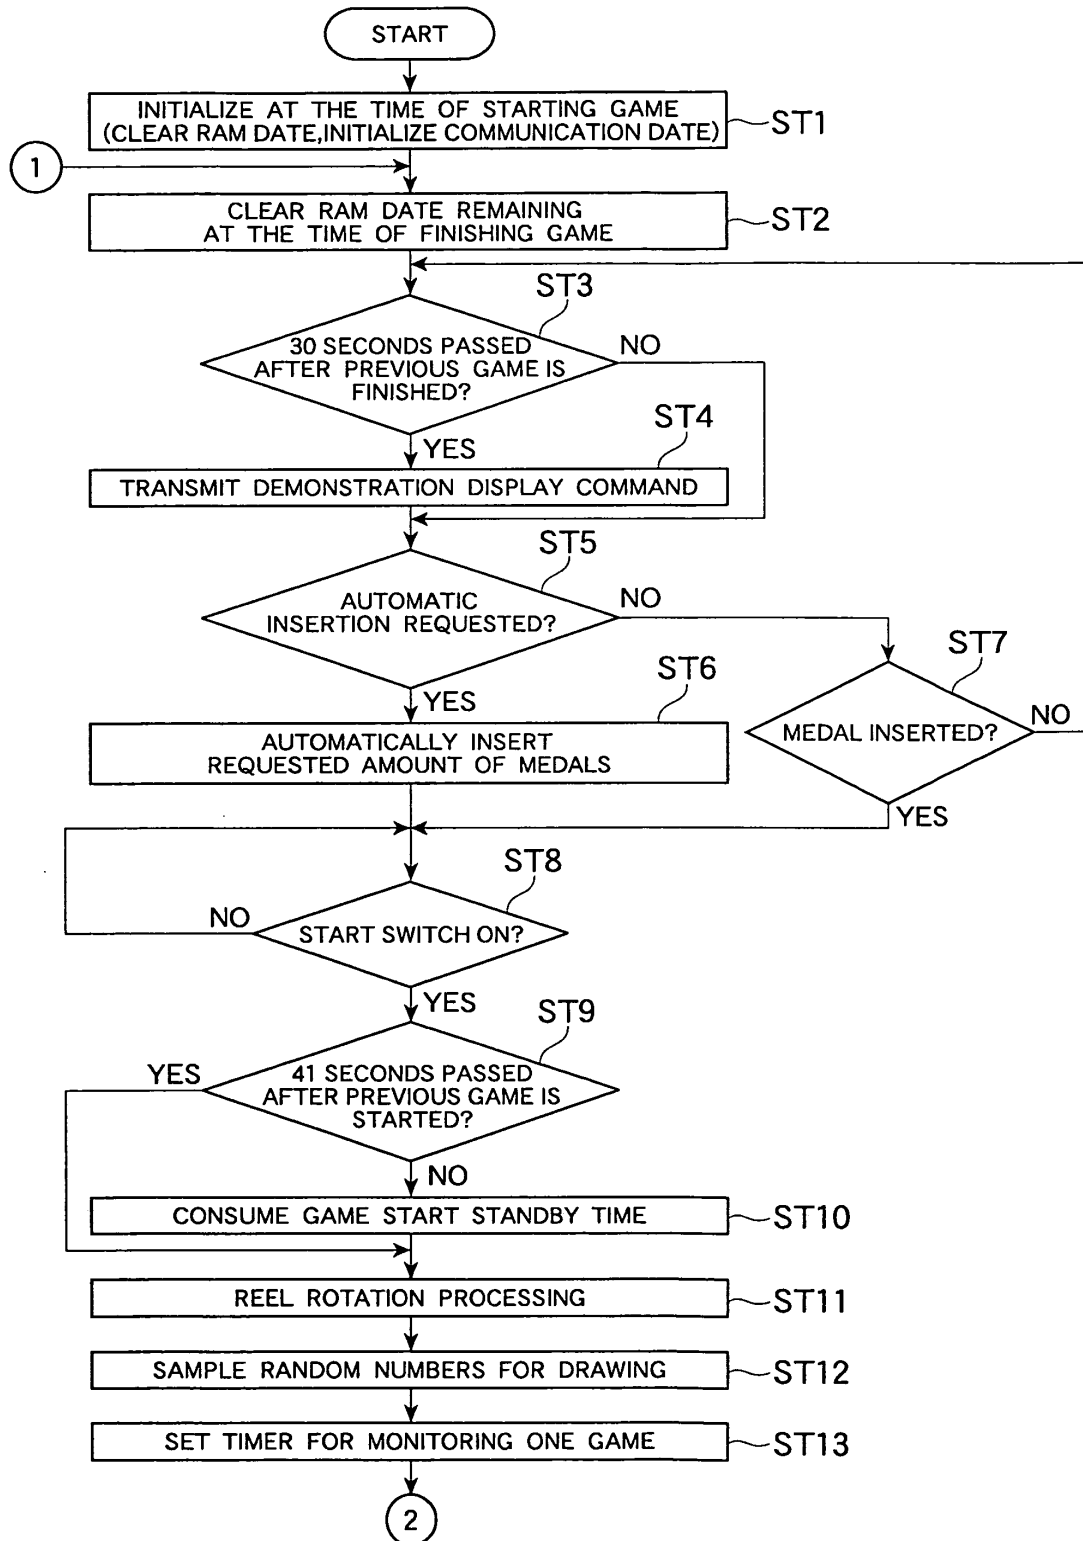 START
INITIALIZE AT THE TIME OF STARTING GAME
(CLEAR RAM DATE,INITIALIZE COMMUNICATION DATE)
ST1
1
CLEAR RAM DATE REMAINING
AT THE TIME OF FINISHING GAME
ST2
ST3
30 SECONDS PASSED
AFTER PREVIOUS GAME IS
FINISHED?
NO
YES
ST4
TRANSMIT DEMONSTRATION DISPLAY COMMAND
ST5
AUTOMATIC
INSERTION REQUESTED?
NO
YES
ST6
AUTOMATICALLY INSERT
REQUESTED AMOUNT OF MEDALS
ST7
MEDAL INSERTED?
NO
YES
ST8
START SWITCH ON?
NO
YES
ST9
41 SECONDS PASSED
AFTER PREVIOUS GAME IS
STARTED?
YES
NO
CONSUME GAME START STANDBY TIME
ST10
REEL ROTATION PROCESSING
ST11
SAMPLE RANDOM NUMBERS FOR DRAWING
ST12
SET TIMER FOR MONITORING ONE GAME
ST13
2